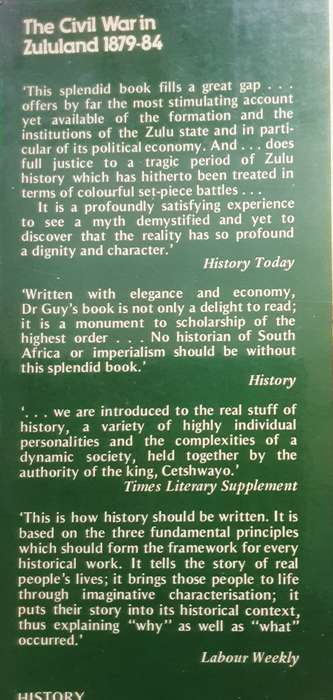 The Civil War in
Zululand 1879-84
'This splendid book fills a great gap . . .
offers by far the most stimulating account
yet available of the formation and the
institutions of the Zulu state and in parti-
cular of its political economy. And . . . does
full justice to a tragic period of Zulu
history which has hitherto been treated in
terms of colourful set-piece battles . . .
It is a profoundly satisfying experience
to see a myth demystified and yet to
discover that the reality has so profound
a dignity and character.'
History Today
'Written with elegance and economy,
Dr Guy's book is not only a delight to read;
it is a monument to scholarship of the
highest order . . . No historian of South
Africa or imperialism should be without
this splendid book.'
History
'. . . we are introduced to the real stuff of
history, a variety of highly individual
personalities and the complexities of a
dynamic society, held together by the
authority of the king, Cetshwayo.'
Times Literary Supplement
'This is how history should be written. It is
based on the three fundamental principles
which should form the framework for every
historical work. It tells the story of real
people's lives; it brings those people to life
through imaginative characterisation; it
puts their story into its historical context,
thus explaining "why" as well as "what"
occurred.'
Labour Weekly
HISTORY